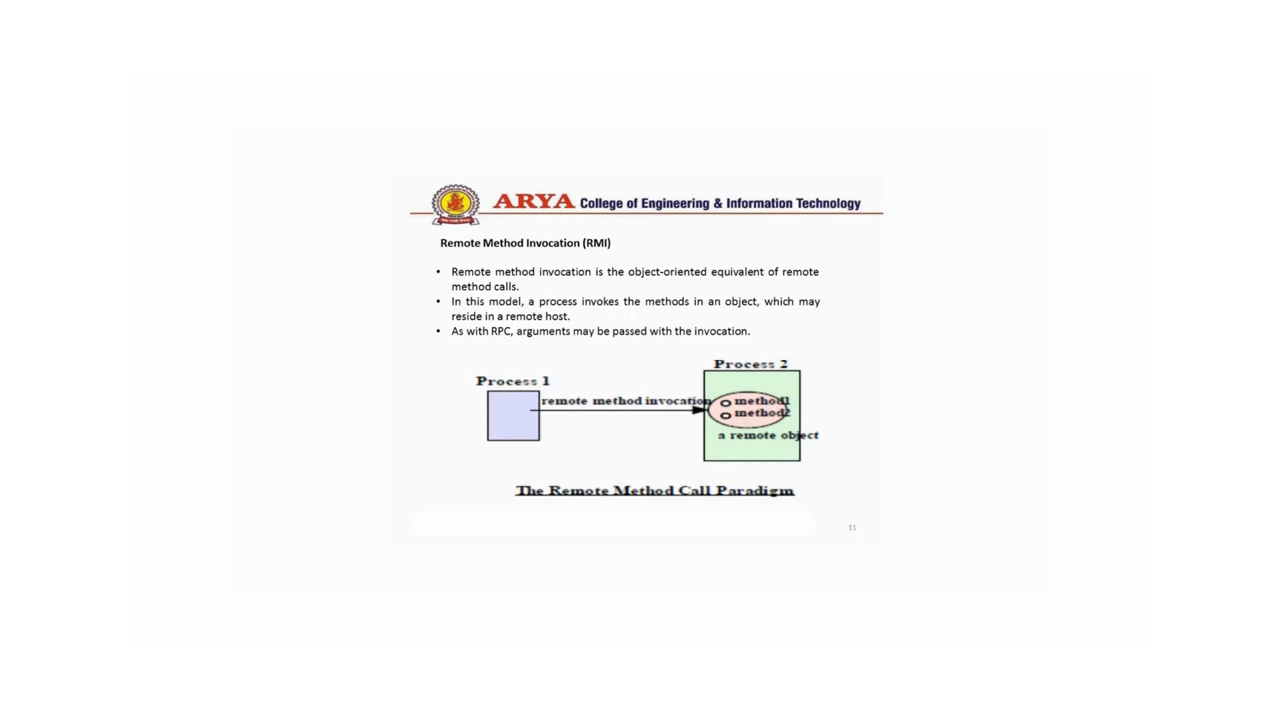 ARYA College of Engineering & Information Technology
Remote Method Invocation (RMI)
• Remote method invocation is the object-oriented equivalent of remote
method calls.
• In this model, a process invokes the methods in an object, which may
reside in a remote host.
• As with RPC, arguments may be passed with the invocation.
Process 2
Process 1
remote method invocation
method1
method2
a remote object
The Remote Method Call Paradigm
11